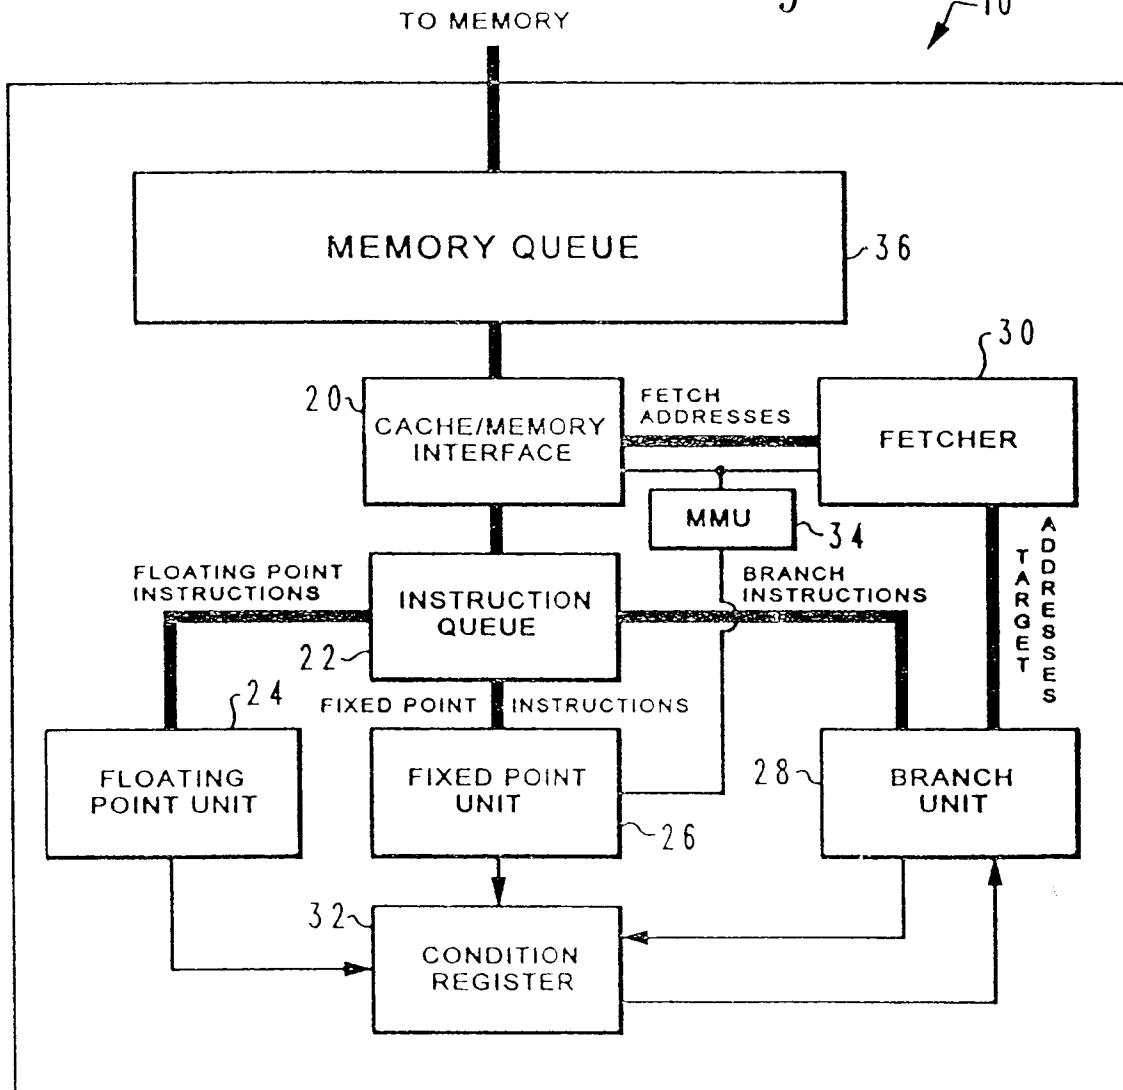 TO MEMORY
10
MEMORY QUEUE
36
30
20
CACHE/MEMORY
INTERFACE
FETCH
ADDRESSES
FETCHER
MMU
34
FLOATING POINT
INSTRUCTIONS
INSTRUCTION
QUEUE
22
BRANCH
INSTRUCTIONS
TARGET
ADDRESSES
24
FIXED POINT INSTRUCTIONS
FLOATING
POINT UNIT
FIXED POINT
UNIT
26
28
BRANCH
UNIT
32
CONDITION
REGISTER